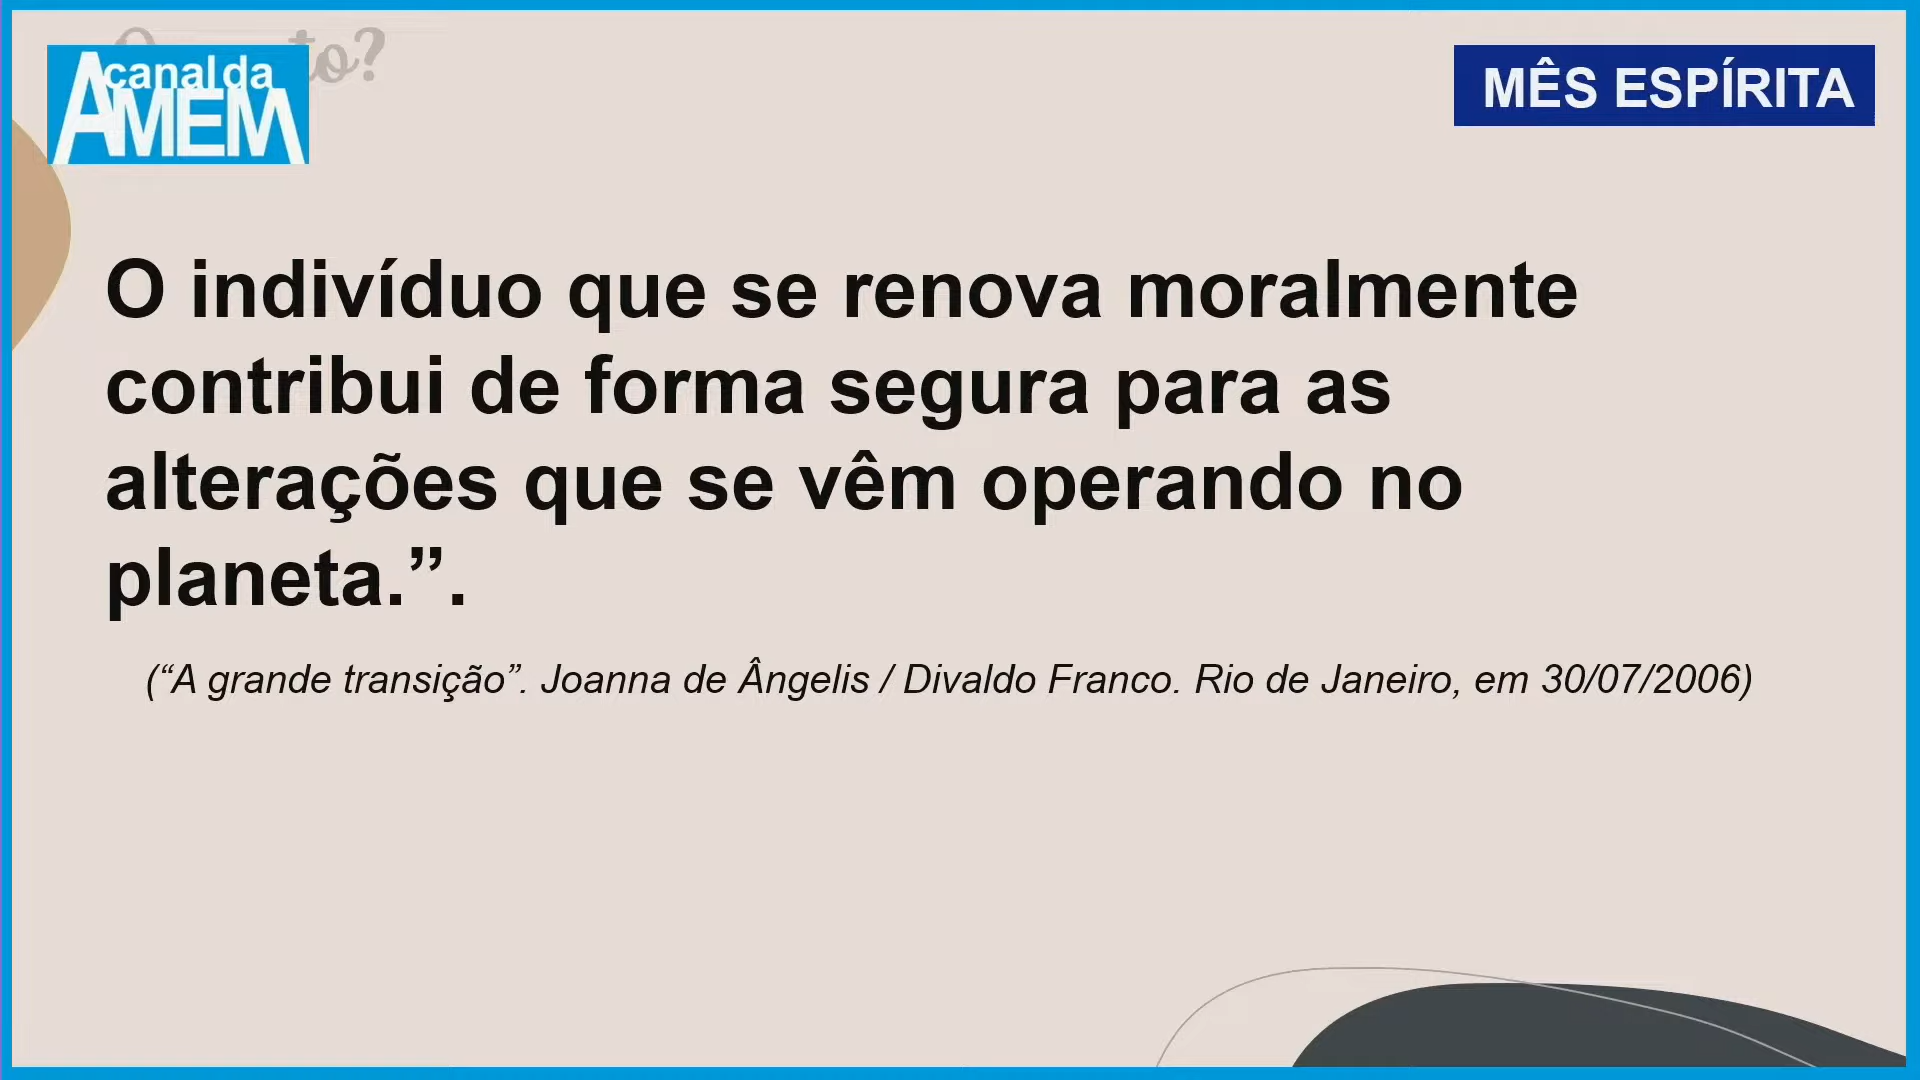 to?
canal da
AMEM
MÊS ESPÍRITA
O indivíduo que se renova moralmente
contribui de forma segura para as
alterações que se vêm operando no
planeta.”.
(“A grande transição”. Joanna de Ângelis / Divaldo Franco. Rio de Janeiro, em 30/07/2006)